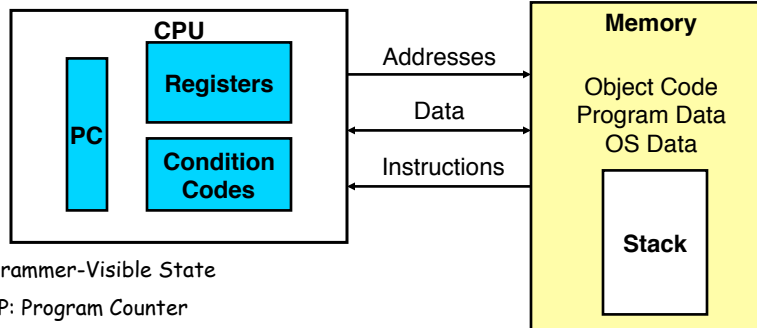 CPU
Registers
PC
Condition
Codes
Addresses
Data
Instructions
Memory
Object Code
Program Data
OS Data
Stack
grammer-Visible State
P: Program Counter